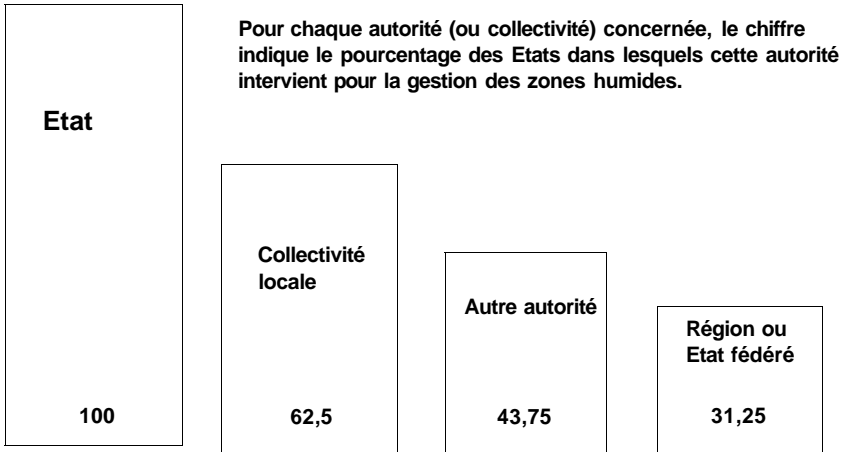 Pour chaque autorité (ou collectivité) concernée, le chiffre
indique le pourcentage des Etats dans lesquels cette autorité
intervient pour la gestion des zones humides.
Etat
100
Collectivité
locale
62,5
Autre autorité
43,75
Région ou
Etat fédéré
31,25